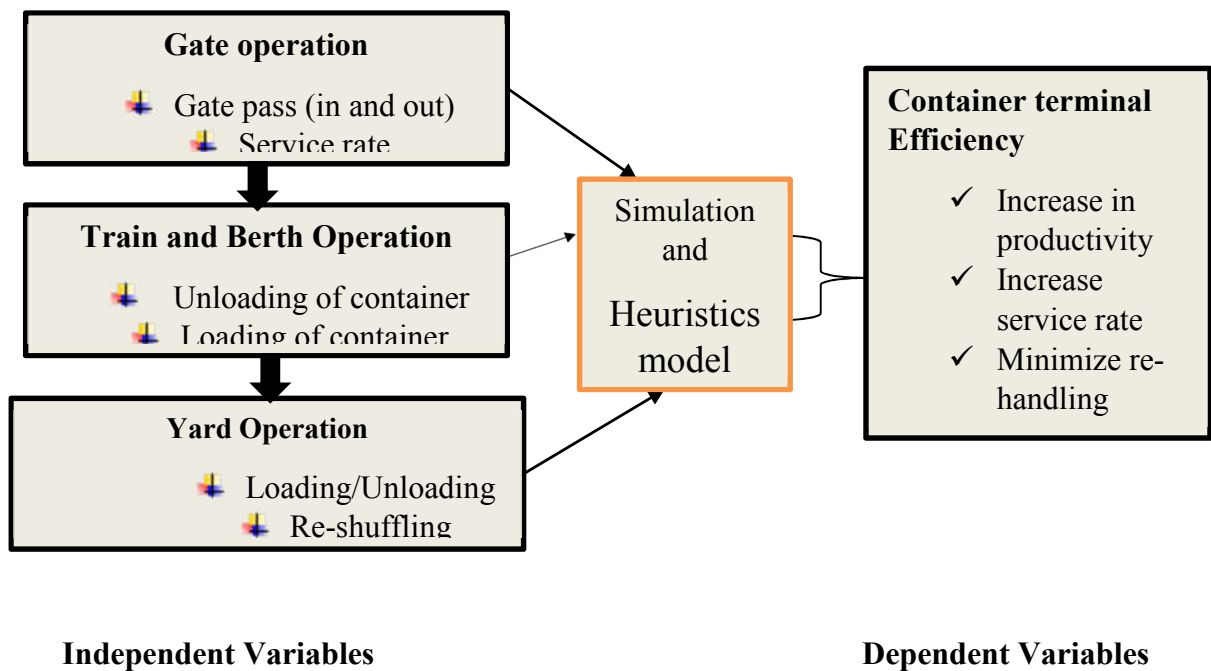 Gate operation
Gate pass (in and out)
Service rate
Train and Berth Operation
Unloading of container
Loading of container
Yard Operation
Loading/Unloading
Re-shuffling
Simulation
and
Heuristics
model
Container terminal
Efficiency
✓ Increase in
productivity
✓ Increase
service rate
✓ Minimize re-
handling
Independent Variables
Dependent Variables